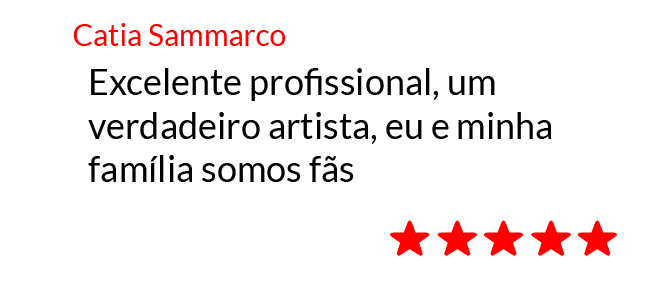 Catia Sammarco
Excelente profissional, um
verdadeiro artista, eu e minha
família somos fãs